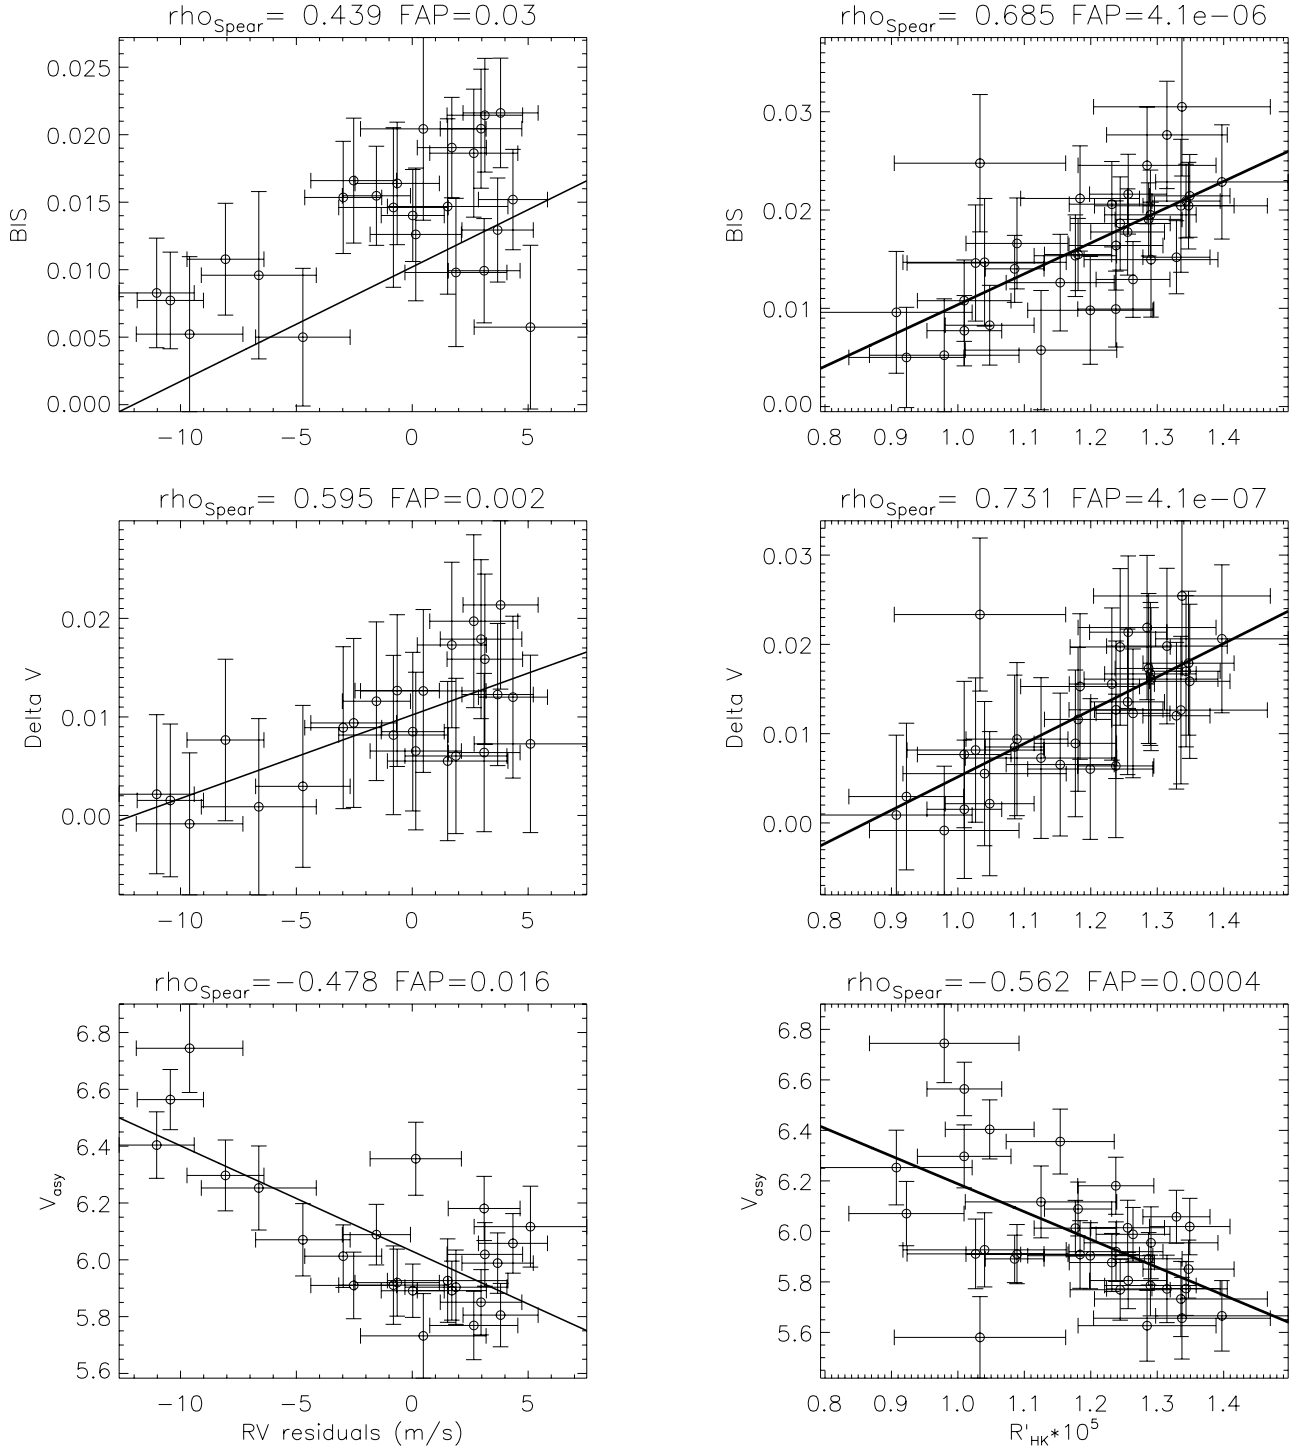 rho_Spear= 0.439 FAP=0.03
0.025
0.020
0.015
0.010
0.005
0.000
BIS
−10 −5 0 5
rho_Spear= 0.685 FAP=4.1e−06
0.03
0.02
0.01
0.00
BIS
0.8 0.9 1.0 1.1 1.2 1.3 1.4
rho_Spear= 0.595 FAP=0.002
0.02
0.01
0.00
Delta V
−10 −5 0 5
rho_Spear= 0.731 FAP=4.1e−07
0.03
0.02
0.01
0.00
Delta V
0.8 0.9 1.0 1.1 1.2 1.3 1.4
rho_Spear=−0.478 FAP=0.016
6.8
6.6
6.4
6.2
6.0
5.8
5.6
V_asy
−10 −5 0 5
RV residuals (m/s)
rho_Spear=−0.562 FAP=0.0004
6.8
6.6
6.4
6.2
6.0
5.8
5.6
V_asy
0.8 0.9 1.0 1.1 1.2 1.3 1.4
R'_HK*10^5